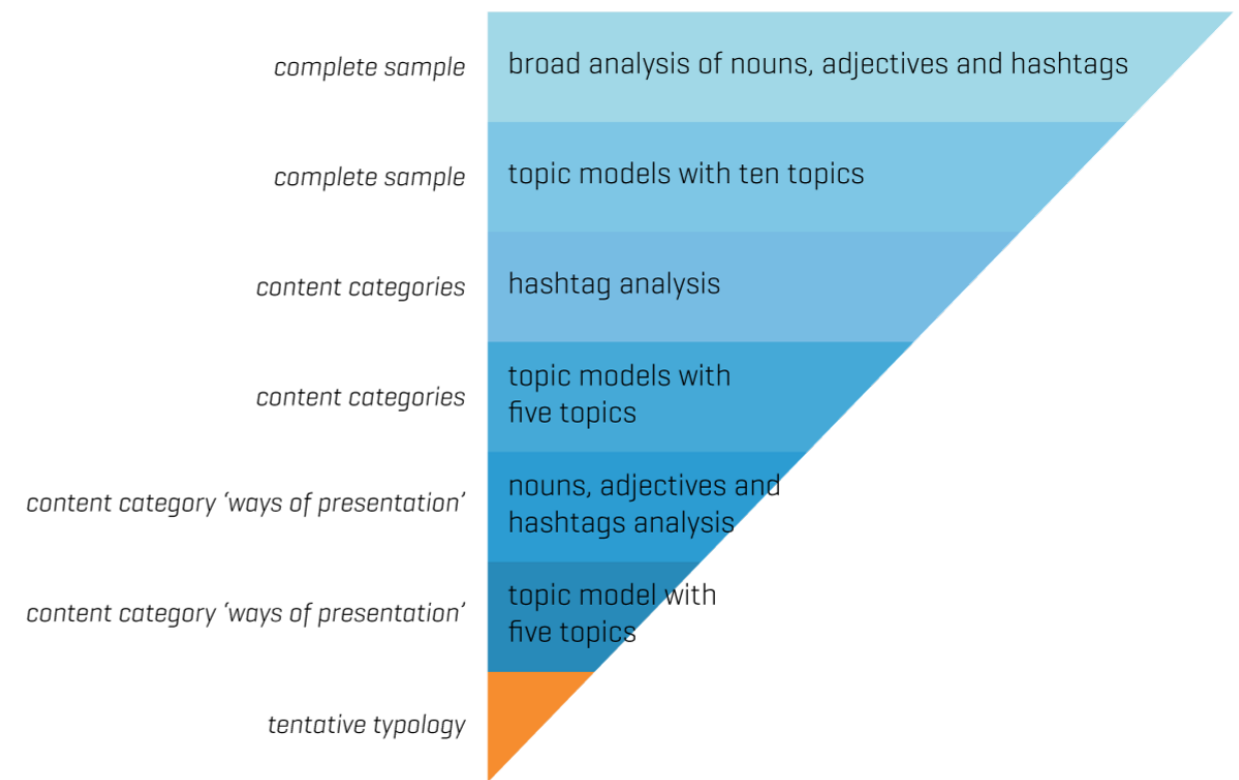 complete sample
broad analysis of nouns, adjectives and hashtags
complete sample
topic models with ten topics
content categories
hashtag analysis
content categories
topic models with
five topics
content category ‘ways of presentation’
nouns, adjectives and
hashtags analysis
content category ‘ways of presentation’
topic model with
five topics
tentative typology